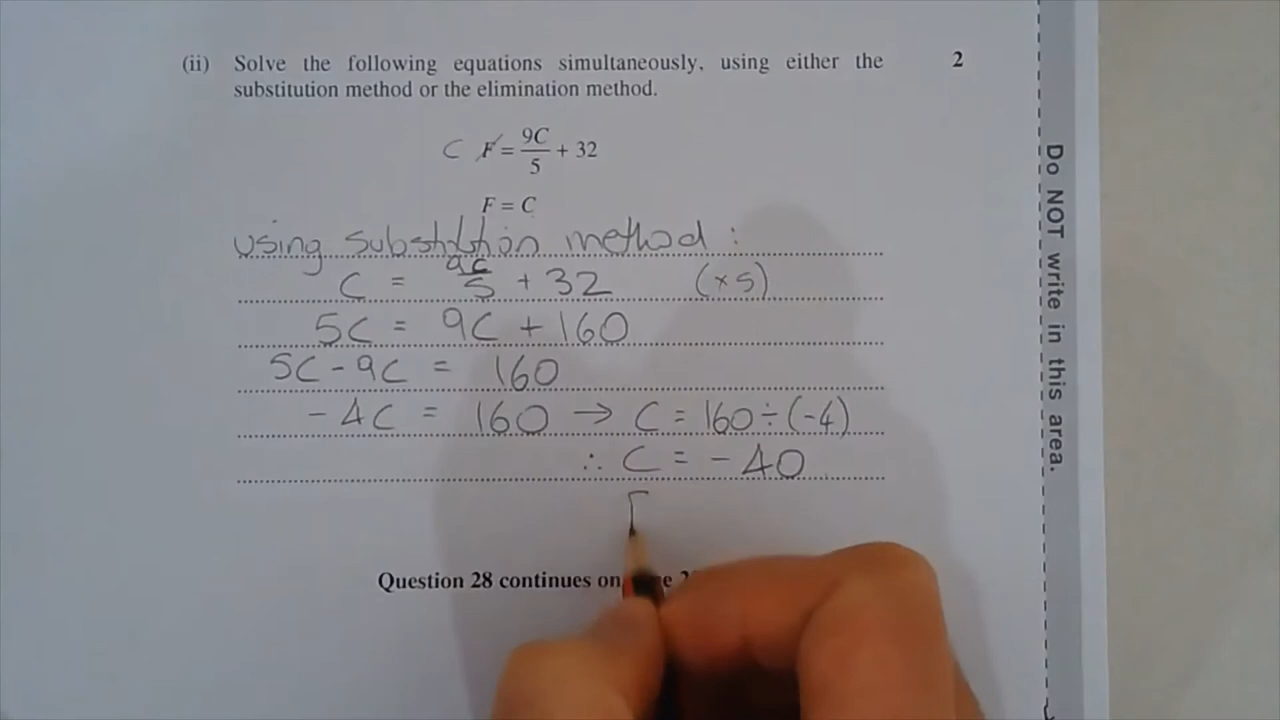 (ii) Solve the following equations simultaneously, using either the 2
substitution method or the elimination method.
C F = 9C/5 + 32
F = C
using substitution method :
C = 9C/5 + 32 (×5)
5C = 9C + 160
5C - 9C = 160
-4C = 160 → C = 160 ÷ (-4)
∴ C = -40
Question 28 continues on
Do NOT write in this area.